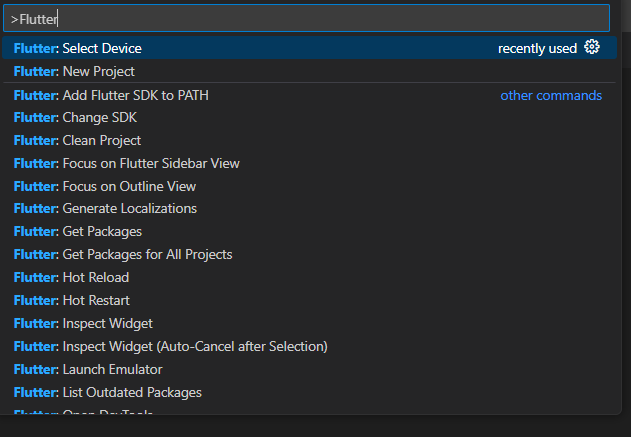 >Flutter
Flutter: Select Device recently used
Flutter: New Project
Flutter: Add Flutter SDK to PATH other commands
Flutter: Change SDK
Flutter: Clean Project
Flutter: Focus on Flutter Sidebar View
Flutter: Focus on Outline View
Flutter: Generate Localizations
Flutter: Get Packages
Flutter: Get Packages for All Projects
Flutter: Hot Reload
Flutter: Hot Restart
Flutter: Inspect Widget
Flutter: Inspect Widget (Auto-Cancel after Selection)
Flutter: Launch Emulator
Flutter: List Outdated Packages
Flutter: Open DevTools